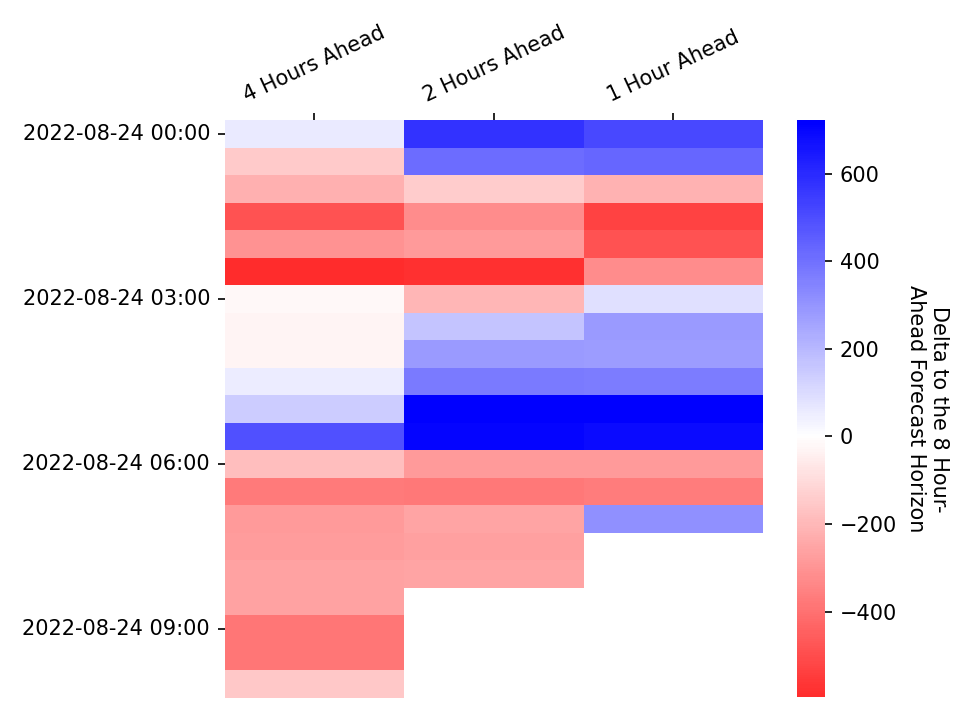 4 Hours Ahead
2 Hours Ahead
1 Hour Ahead
2022-08-24 00:00
2022-08-24 03:00
2022-08-24 06:00
2022-08-24 09:00
600
400
200
0
−200
−400
Delta to the 8 Hour-
Ahead Forecast Horizon